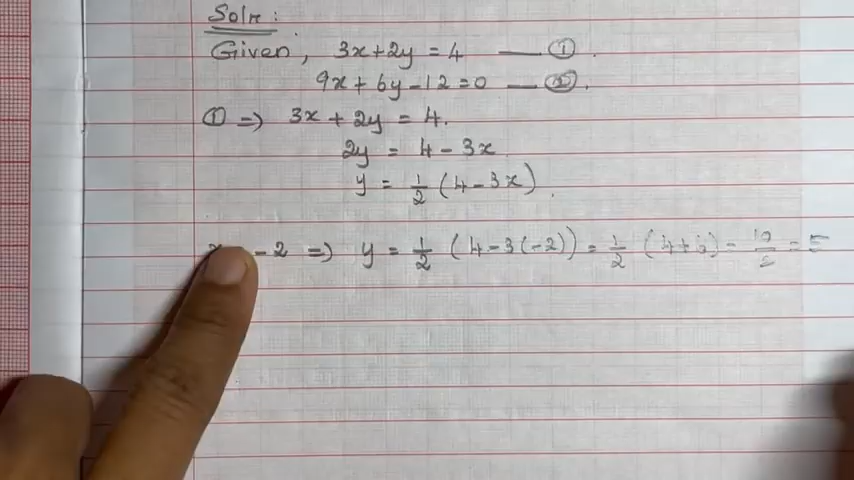 Soln:
Given, 3x+2y = 4 — ①.
9x + 6y - 12 = 0 — ②.
① => 3x + 2y = 4.
2y = 4 - 3x.
y = 1/2 (4 - 3x).
-2 => y = 1/2 (4 - 3(-2)) = 1/2 (4+6) = 10/2 = 5